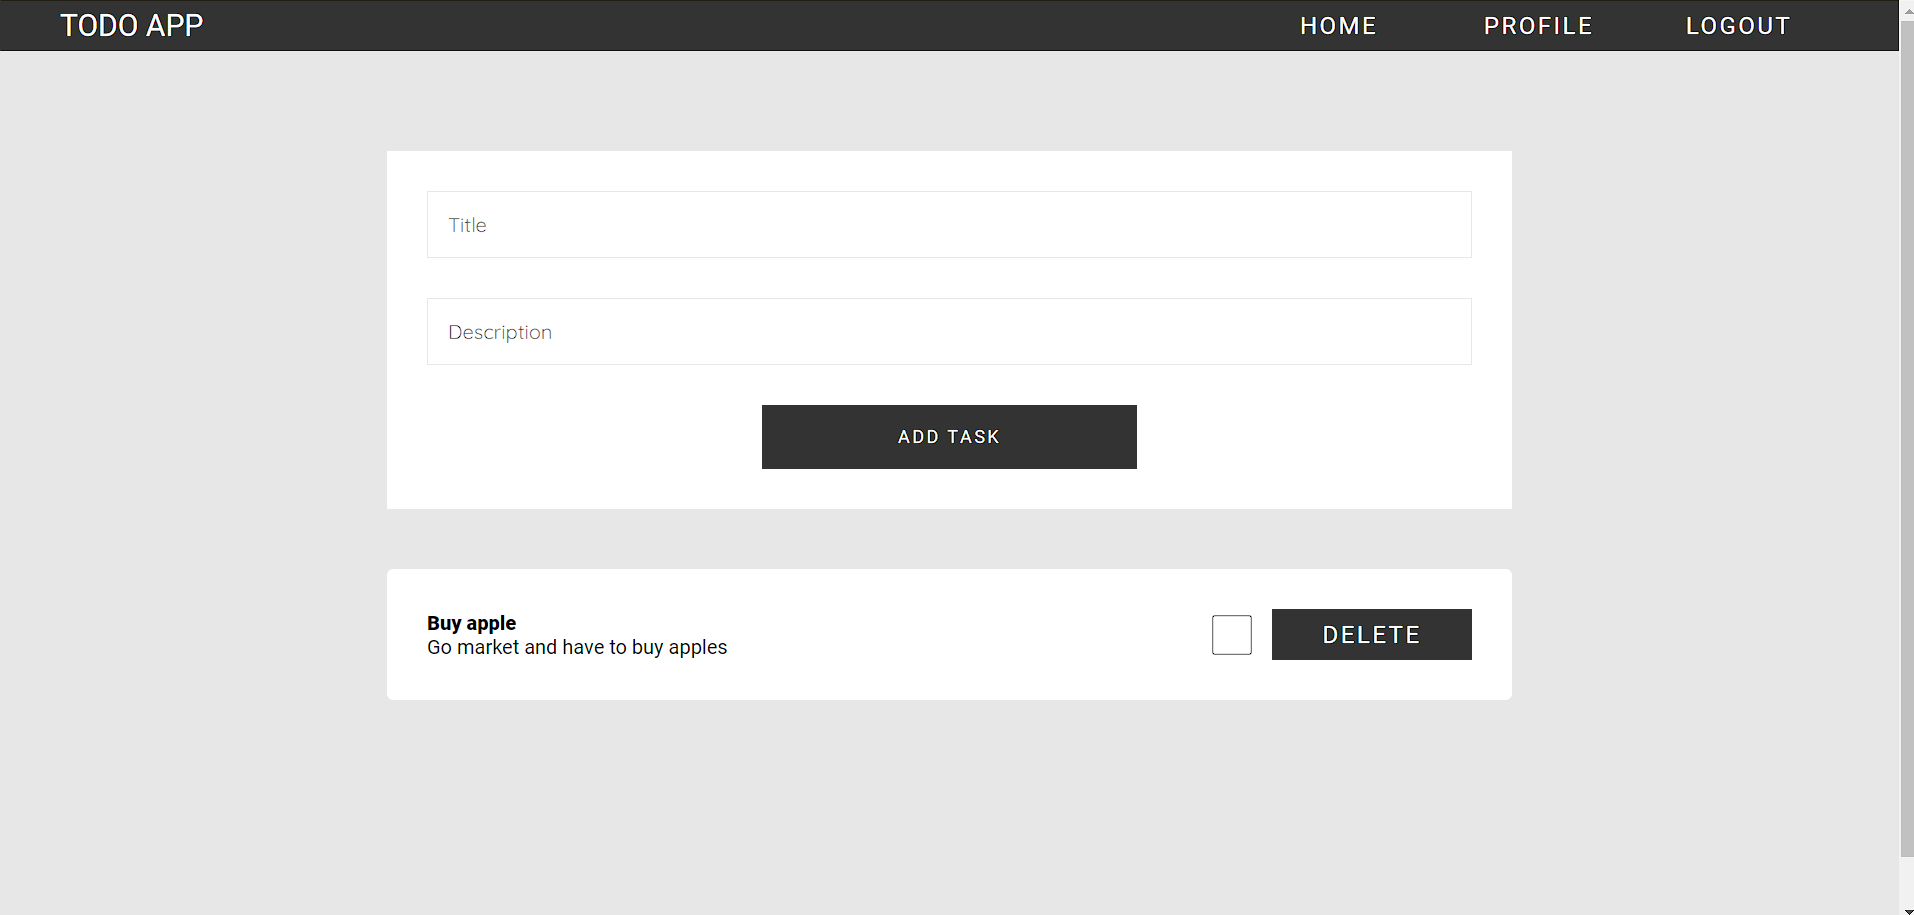 TODO APP HOME PROFILE LOGOUT
Title
Description
ADD TASK
Buy apple
Go market and have to buy apples
DELETE